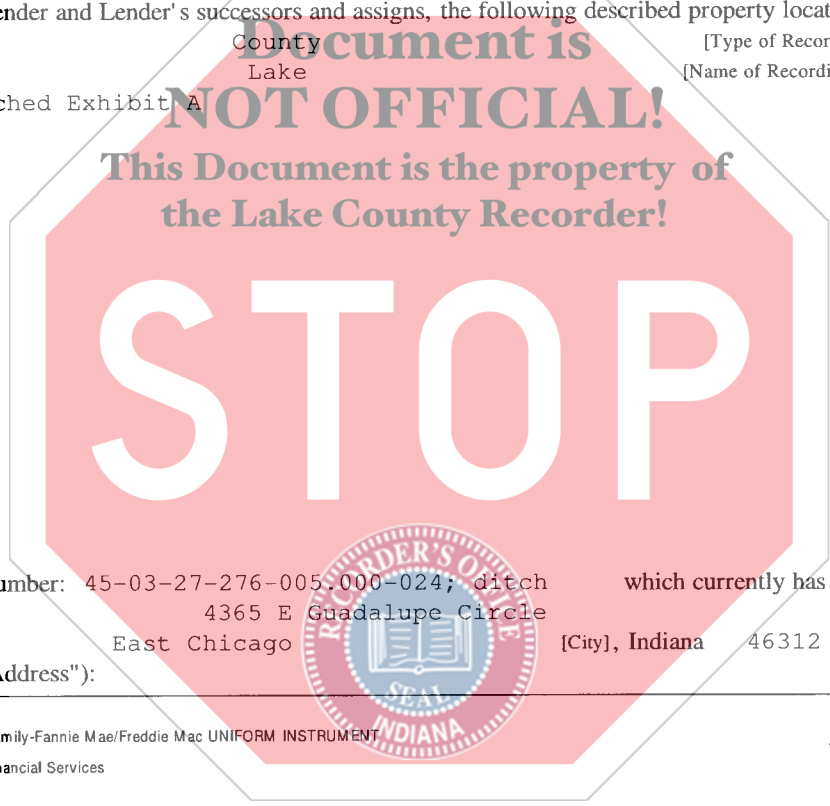 ender and Lender's successors and assigns, the following described property locat
County [Type of Recor
Lake [Name of Recordi
ched Exhibit A
Document is
NOT OFFICIAL!
This Document is the property of
the Lake County Recorder!
STOP
umber: 45-03-27-276-005.000-024; ditch which currently has
4365 E Guadalupe Circle
East Chicago [City], Indiana 46312
Address"):
RECORDER'S OFFICE
SEAL
INDIANA
mily-Fannie Mae/Freddie Mac UNIFORM INSTRUMENT
nancial Services